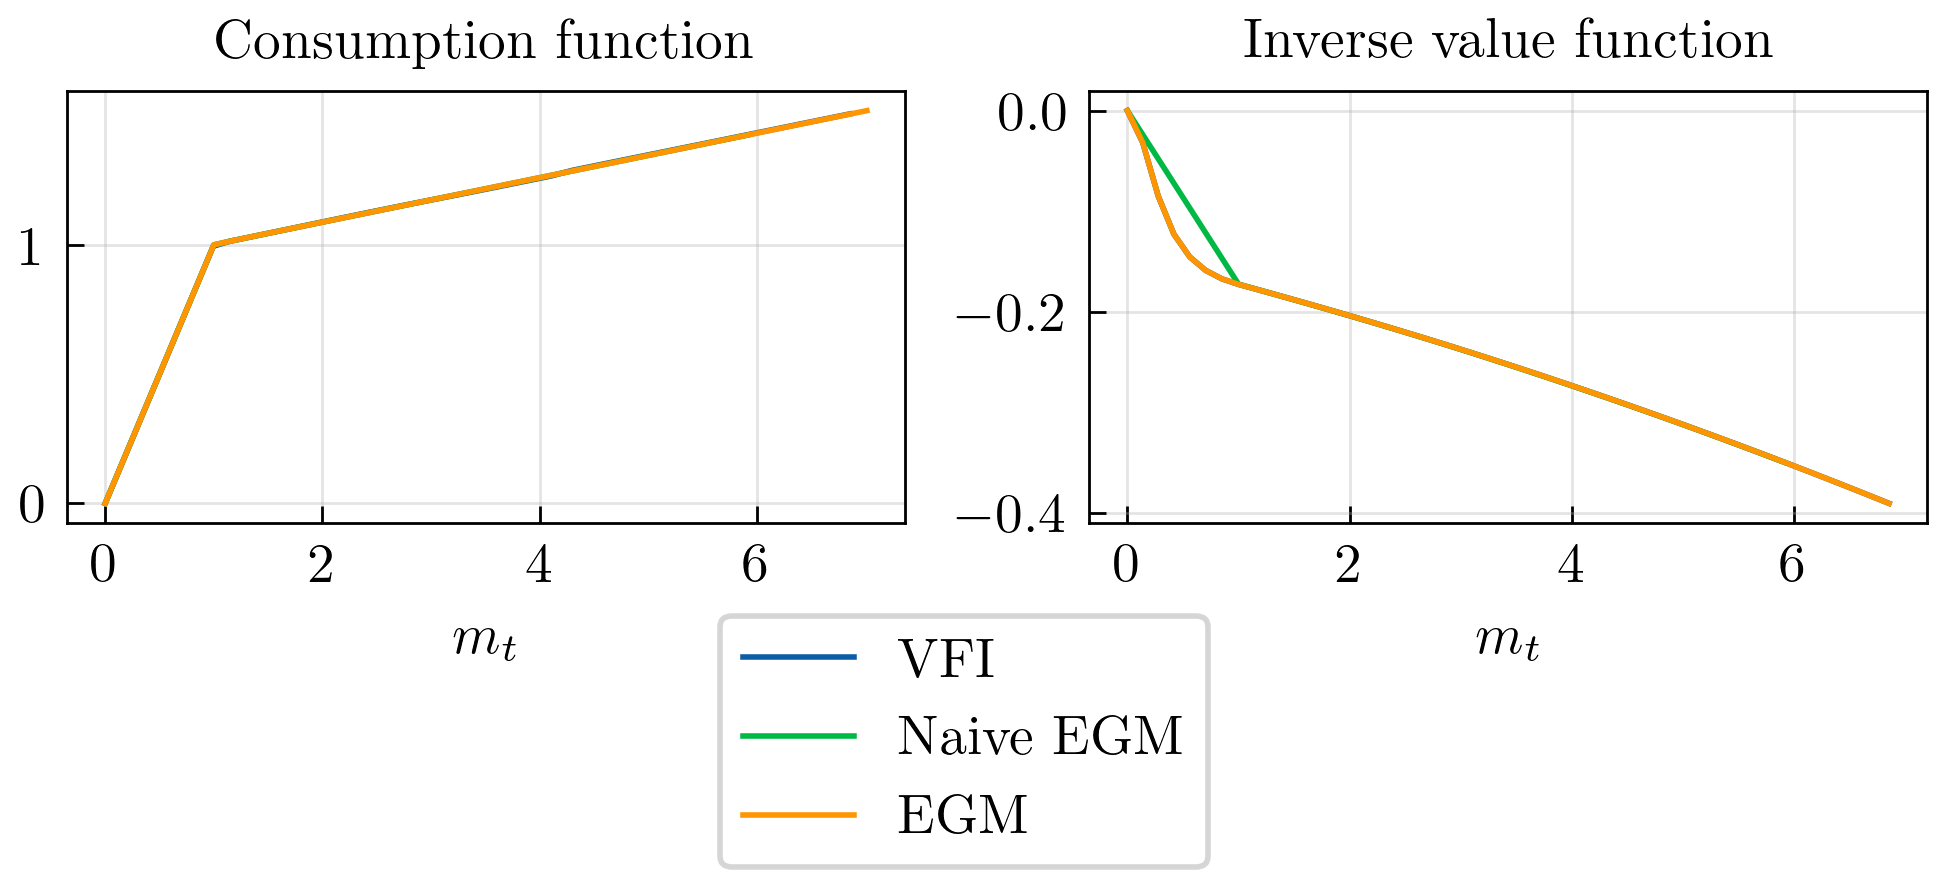 Consumption function
1
0
0 2 4 6
m_t
Inverse value function
0.0
−0.2
−0.4
0 2 4 6
m_t
VFI
Naive EGM
EGM